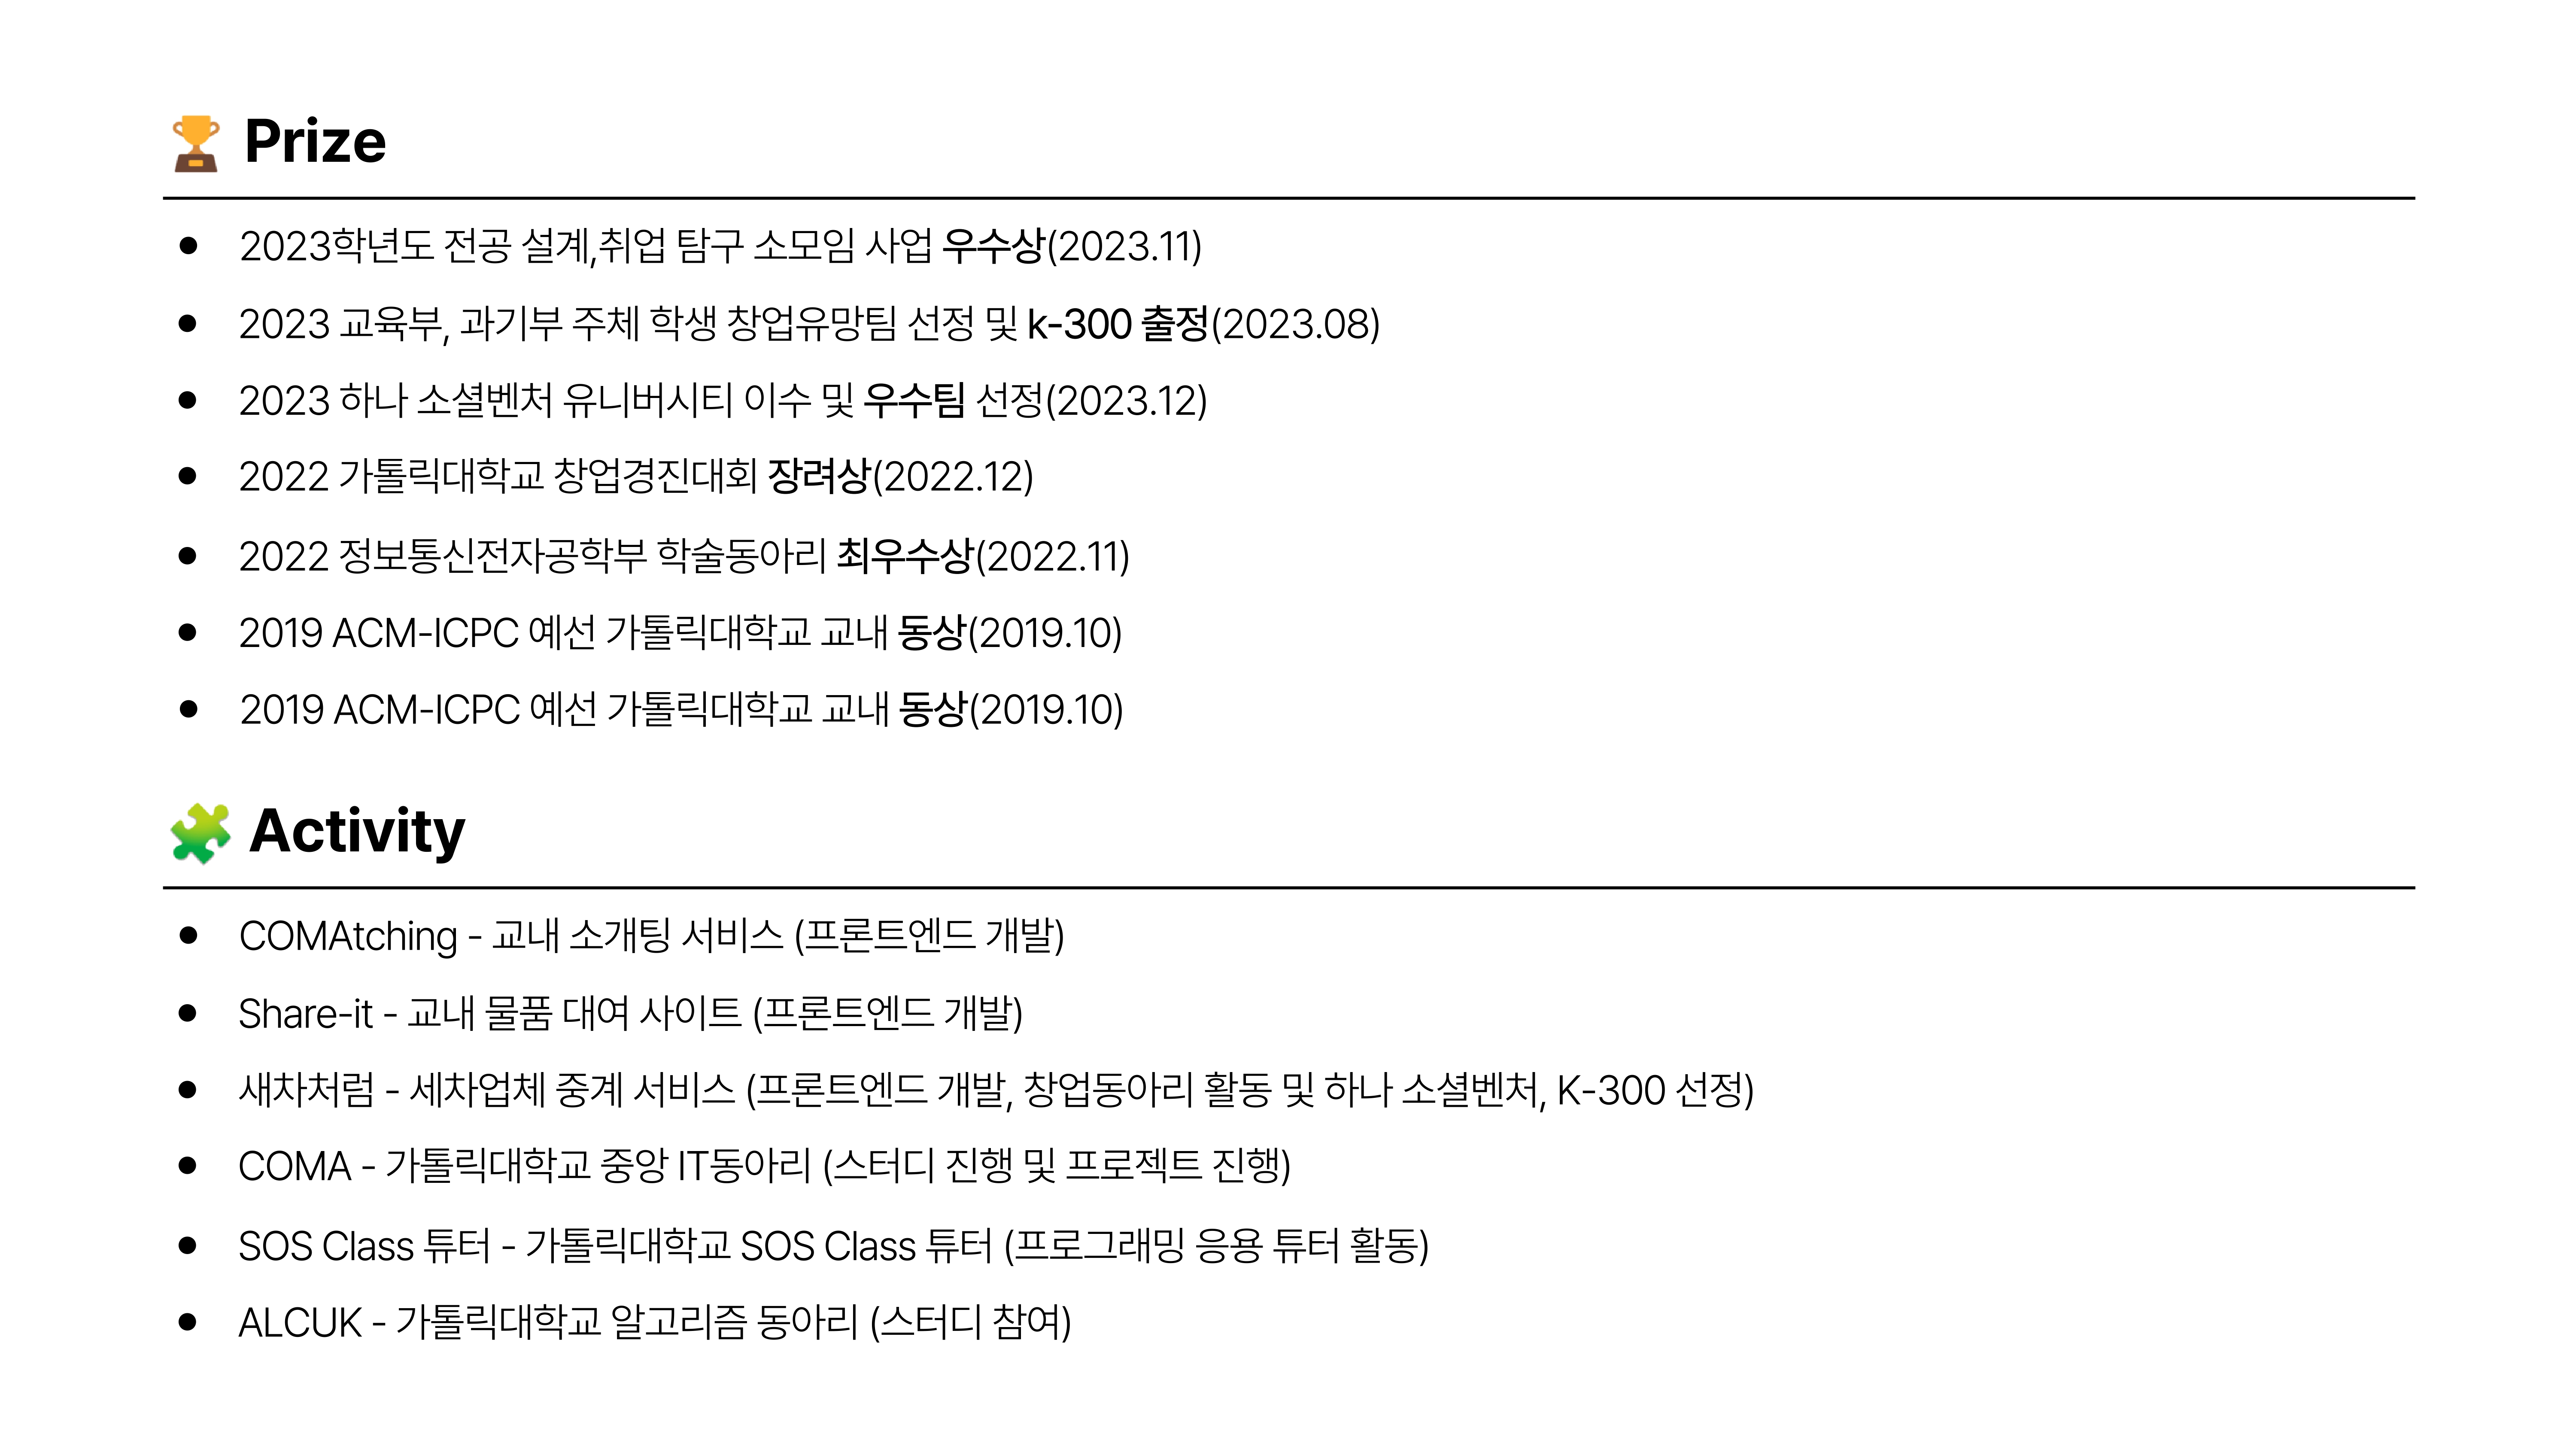 Prize
2023학년도 전공 설계,취업 탐구 소모임 사업 우수상(2023.11)
2023 교육부, 과기부 주체 학생 창업유망팀 선정 및 k-300 출정(2023.08)
2023 하나 소셜벤처 유니버시티 이수 및 우수팀 선정(2023.12)
2022 가톨릭대학교 창업경진대회 장려상(2022.12)
2022 정보통신전자공학부 학술동아리 최우수상(2022.11)
2019 ACM-ICPC 예선 가톨릭대학교 교내 동상(2019.10)
2019 ACM-ICPC 예선 가톨릭대학교 교내 동상(2019.10)
Activity
COMAtching - 교내 소개팅 서비스 (프론트엔드 개발)
Share-it - 교내 물품 대여 사이트 (프론트엔드 개발)
새차처럼 - 세차업체 중계 서비스 (프론트엔드 개발, 창업동아리 활동 및 하나 소셜벤처, K-300 선정)
COMA - 가톨릭대학교 중앙 IT동아리 (스터디 진행 및 프로젝트 진행)
SOS Class 튜터 - 가톨릭대학교 SOS Class 튜터 (프로그래밍 응용 튜터 활동)
ALCUK - 가톨릭대학교 알고리즘 동아리 (스터디 참여)